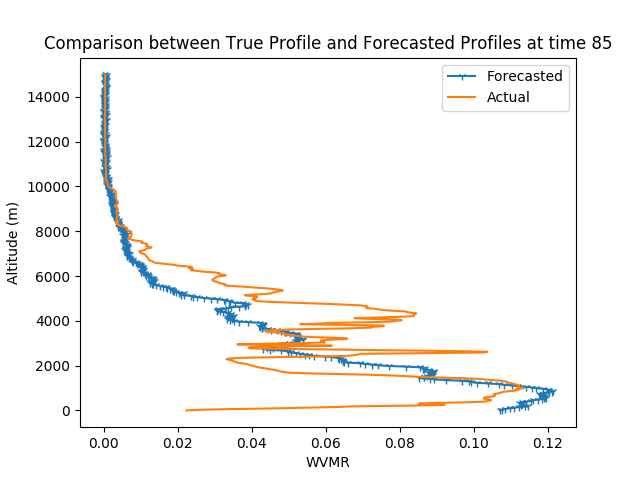 Comparison between True Profile and Forecasted Profiles at time 85
Forecasted
Actual
14000
12000
10000
8000
6000
4000
2000
0
Altitude (m)
0.00 0.02 0.04 0.06 0.08 0.10 0.12
WVMR